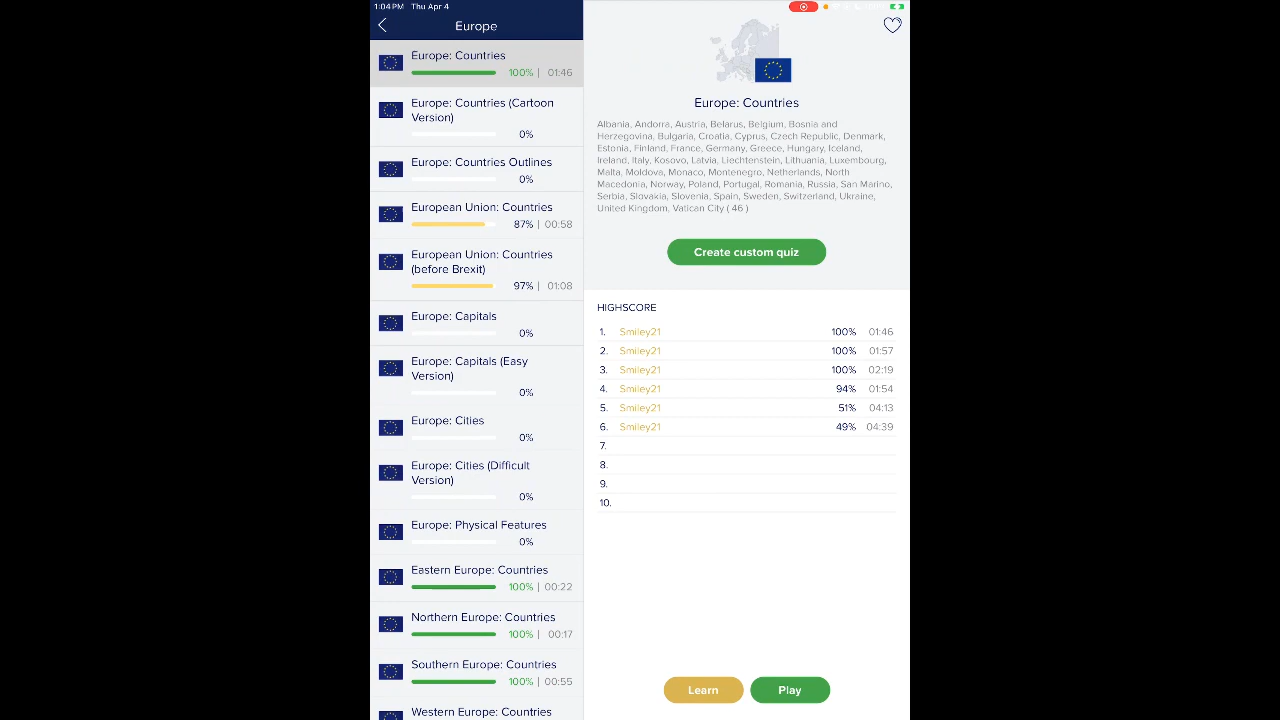 1:04 PM Thu Apr 4
Europe
Europe: Countries
100% | 01:46
Europe: Countries (Cartoon
Version)
0%
Europe: Countries Outlines
0%
European Union: Countries
87% | 00:58
European Union: Countries
(before Brexit)
97% | 01:08
Europe: Capitals
0%
Europe: Capitals (Easy
Version)
0%
Europe: Cities
0%
Europe: Cities (Difficult
Version)
0%
Europe: Physical Features
0%
Eastern Europe: Countries
100% | 00:22
Northern Europe: Countries
100% | 00:17
Southern Europe: Countries
100% | 00:55
Western Europe: Countries
Europe: Countries
Albania, Andorra, Austria, Belarus, Belgium, Bosnia and
Herzegovina, Bulgaria, Croatia, Cyprus, Czech Republic, Denmark,
Estonia, Finland, France, Germany, Greece, Hungary, Iceland,
Ireland, Italy, Kosovo, Latvia, Liechtenstein, Lithuania, Luxembourg,
Malta, Moldova, Monaco, Montenegro, Netherlands, North
Macedonia, Norway, Poland, Portugal, Romania, Russia, San Marino,
Serbia, Slovakia, Slovenia, Spain, Sweden, Switzerland, Ukraine,
United Kingdom, Vatican City ( 46 )
Create custom quiz
HIGHSCORE
1. Smiley21 100% 01:46
2. Smiley21 100% 01:57
3. Smiley21 100% 02:19
4. Smiley21 94% 01:54
5. Smiley21 51% 04:13
6. Smiley21 49% 04:39
7.
8.
9.
10.
Learn
Play